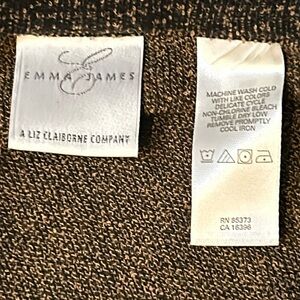 EMMA JAMES
A LIZ CLAIBORNE COMPANY
MACHINE WASH COLD
WITH LIKE COLORS
DELICATE CYCLE
NON-CHLORINE BLEACH
TUMBLE DRY LOW
REMOVE PROMPTLY
COOL IRON
RN 85373
CA 16396